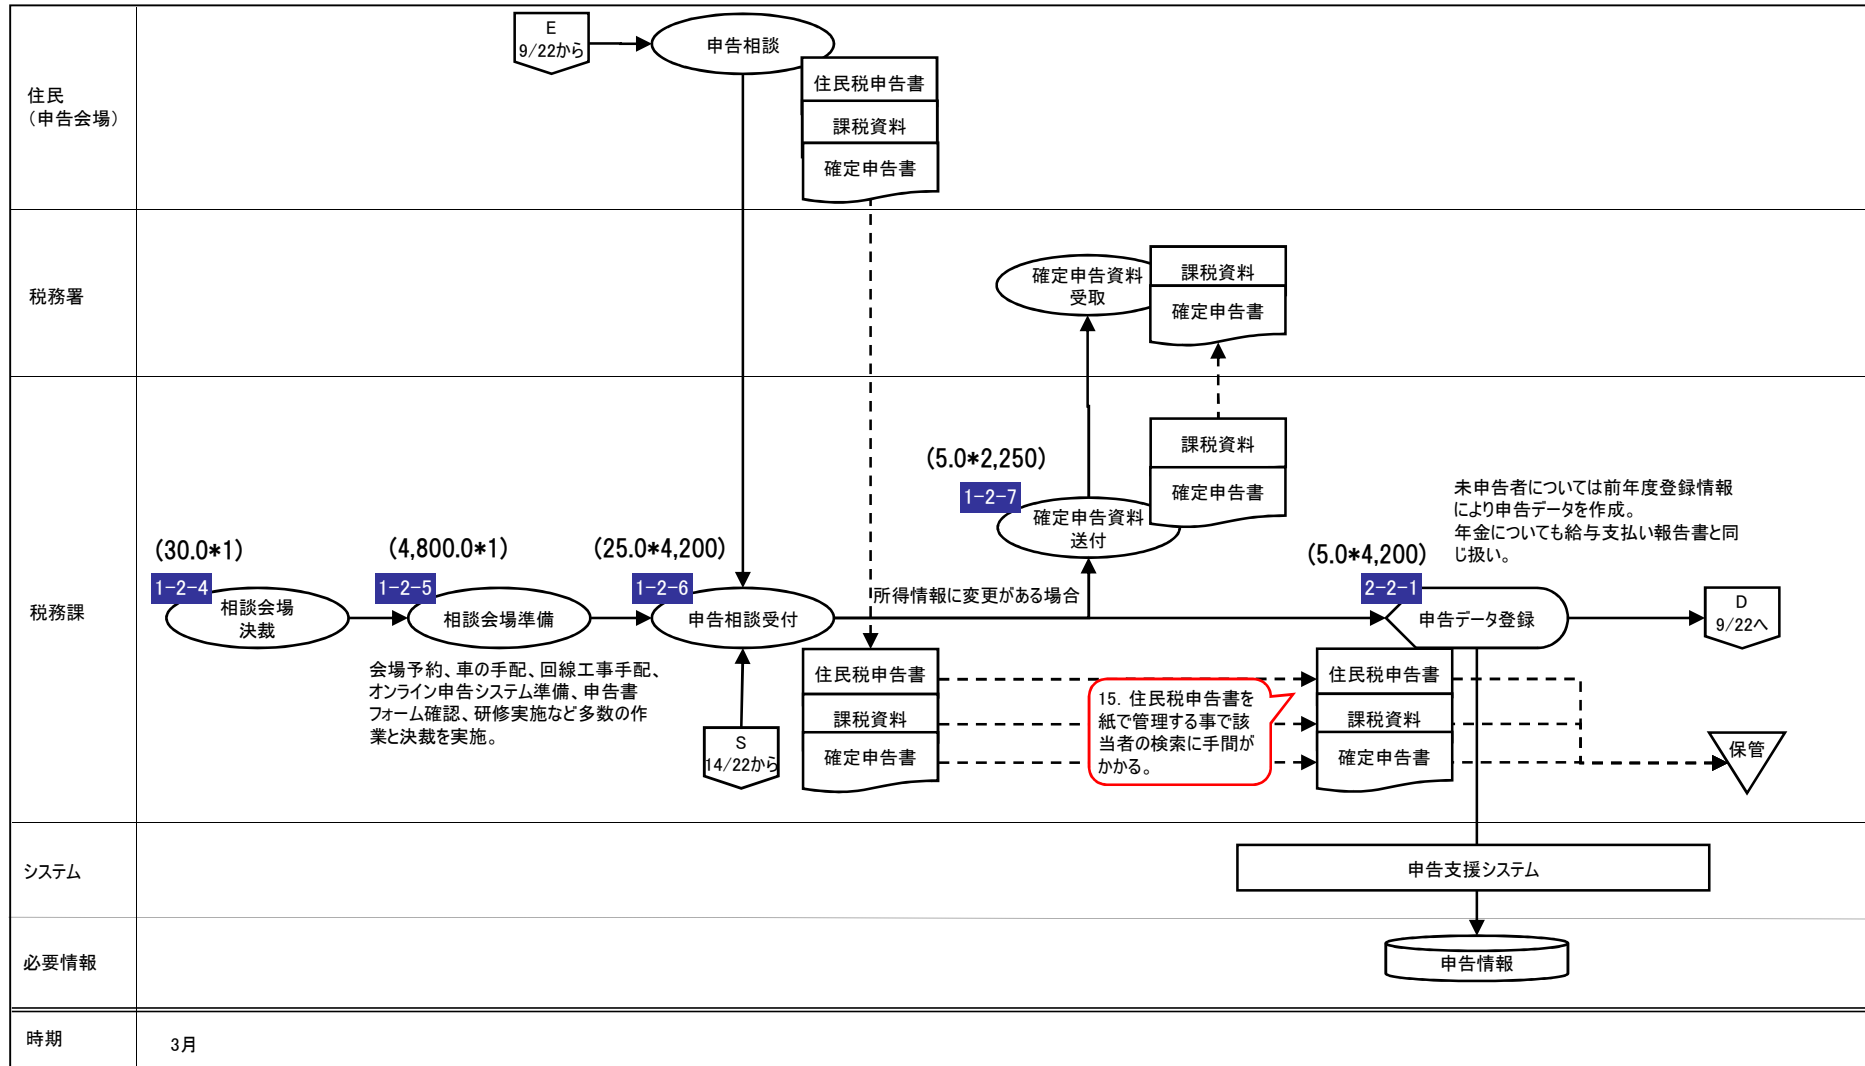 住民
（申告会場）
E
9/22から
申告相談
住民税申告書
課税資料
確定申告書
税務署
確定申告資料
受取
課税資料
確定申告書
税務課
(30.0*1)
1-2-4
相談会場
決裁
(4,800.0*1)
1-2-5
相談会場準備
会場予約、車の手配、回線工事手配、
オンライン申告システム準備、申告書
フォーム確認、研修実施など多数の作
業と決裁を実施。
(25.0*4,200)
1-2-6
申告相談受付
S
14/22から
住民税申告書
課税資料
確定申告書
所得情報に変更がある場合
(5.0*2,250)
1-2-7
確定申告資料
送付
課税資料
確定申告書
15．住民税申告書を
紙で管理する事で該
当者の検索に手間が
かかる。
未申告者については前年度登録情報
により申告データを作成。
年金についても給与支払い報告書と同
じ扱い。
(5.0*4,200)
2-2-1
申告データ登録
住民税申告書
課税資料
確定申告書
D
9/22へ
保管
システム
申告支援システム
必要情報
申告情報
時期
3月